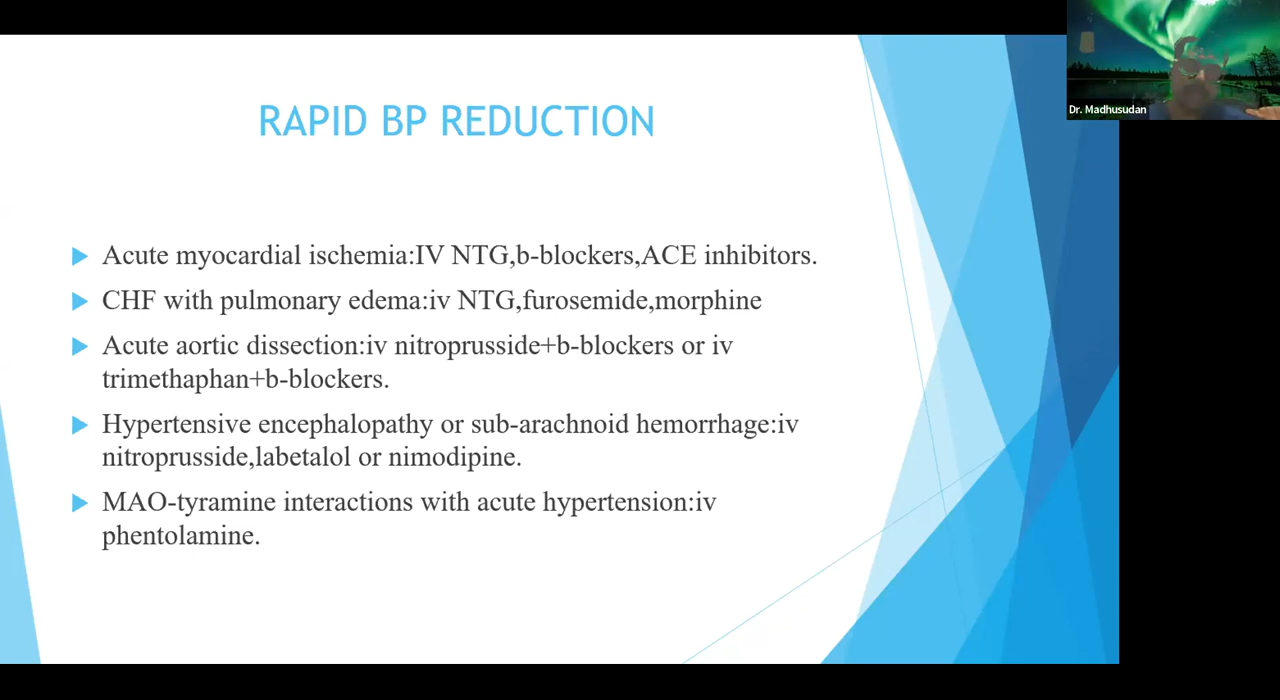 Dr. Madhusudan
RAPID BP REDUCTION
Acute myocardial ischemia:IV NTG,b-blockers,ACE inhibitors.
CHF with pulmonary edema:iv NTG,furosemide,morphine
Acute aortic dissection:iv nitroprusside+b-blockers or iv
trimethaphan+b-blockers.
Hypertensive encephalopathy or sub-arachnoid hemorrhage:iv
nitroprusside,labetalol or nimodipine.
MAO-tyramine interactions with acute hypertension:iv
phentolamine.